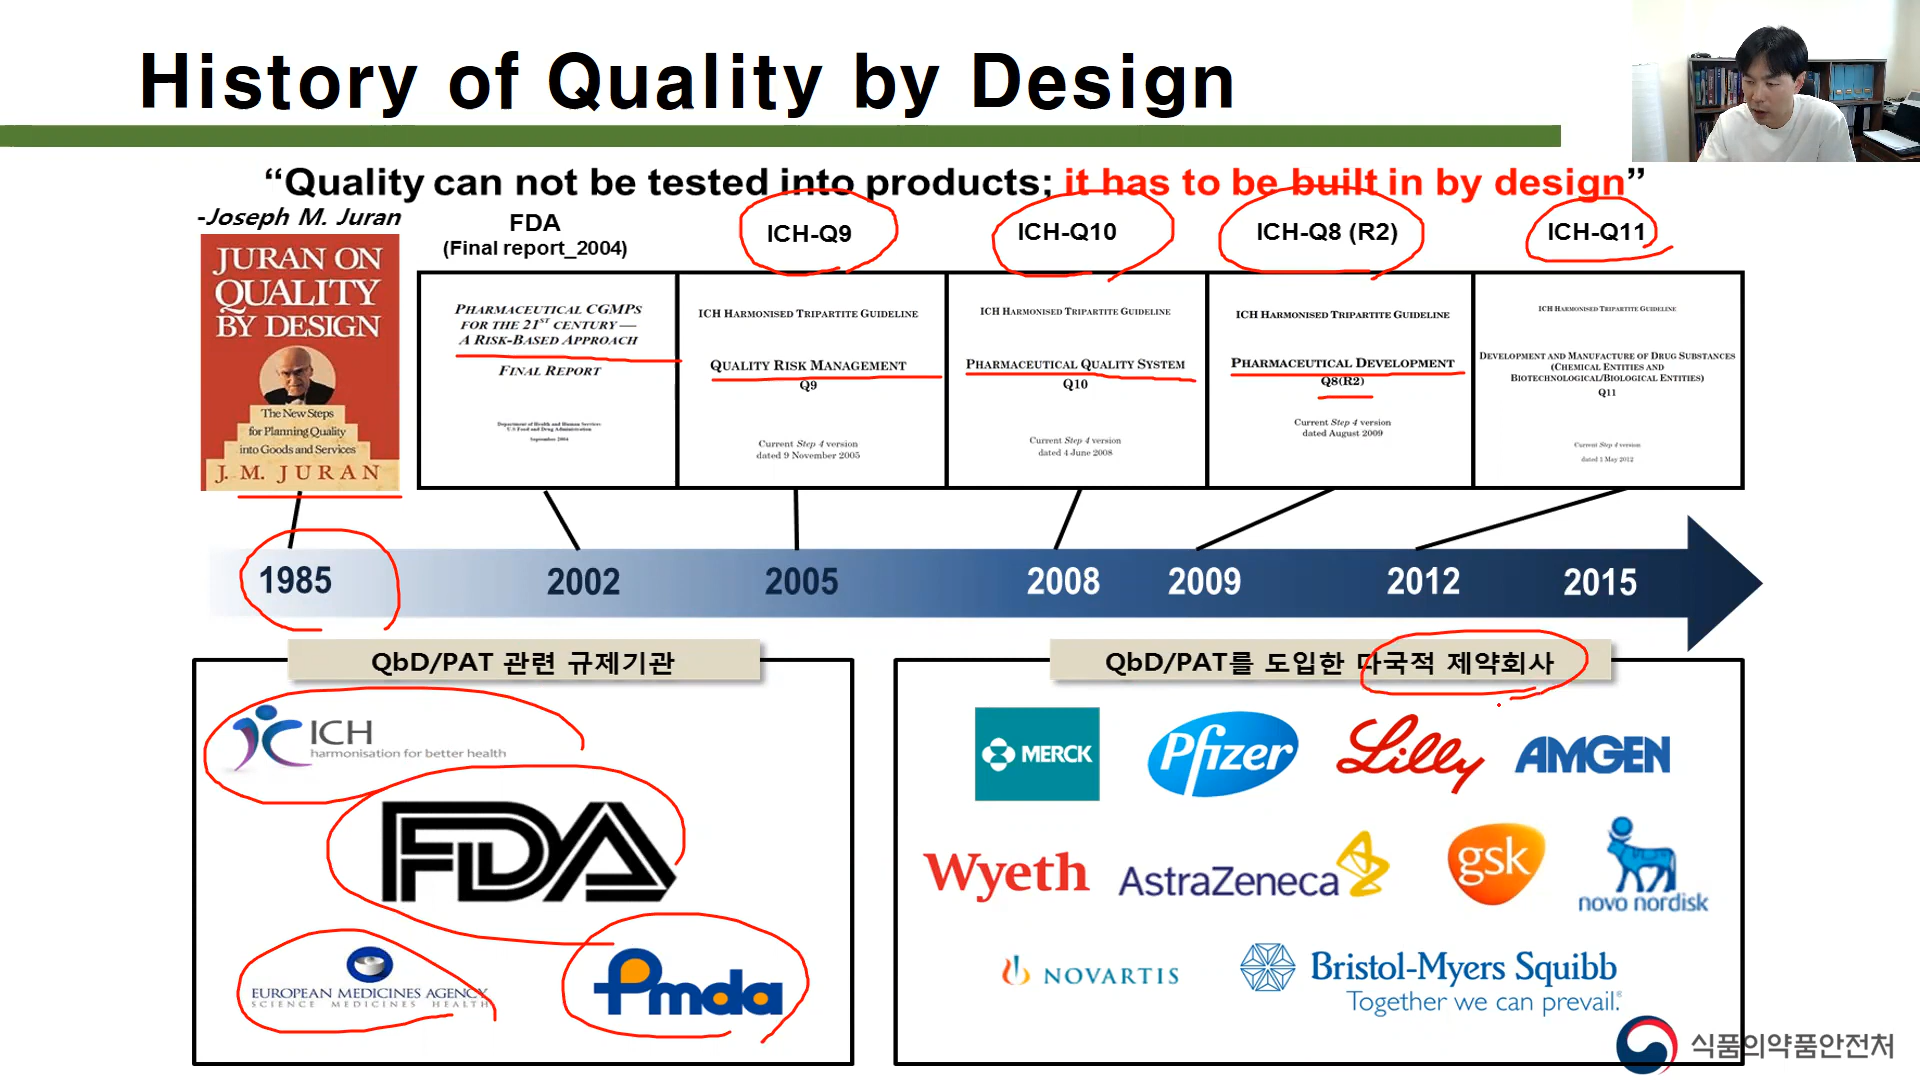 History of Quality by Design
“Quality can not be tested into products; it has to be built in by design”
-Joseph M. Juran
FDA
(Final report_2004)
ICH-Q9
ICH-Q10
ICH-Q8 (R2)
ICH-Q11
JURAN ON
QUALITY
BY DESIGN
The New Steps
for Planning Quality
into Goods and Services
J. M. JURAN
PHARMACEUTICAL CGMPS
FOR THE 21ST CENTURY —
A RISK-BASED APPROACH
FINAL REPORT
Department of Health and Human Services
U.S Food and Drug Administration
September 2004
ICH HARMONISED TRIPARTITE GUIDELINE
QUALITY RISK MANAGEMENT
Q9
Current Step 4 version
dated 9 November 2005
ICH HARMONISED TRIPARTITE GUIDELINE
PHARMACEUTICAL QUALITY SYSTEM
Q10
Current Step 4 version
dated 4 June 2008
ICH HARMONISED TRIPARTITE GUIDELINE
PHARMACEUTICAL DEVELOPMENT
Q8(R2)
Current Step 4 version
dated August 2009
ICH HARMONISED TRIPARTITE GUIDELINE
DEVELOPMENT AND MANUFACTURE OF DRUG SUBSTANCES
(CHEMICAL ENTITIES AND
BIOTECHNOLOGICAL/BIOLOGICAL ENTITIES)
Q11
Current Step 4 version
dated 1 May 2012
1985
2002
2005
2008
2009
2012
2015
QbD/PAT 관련 규제기관
ICH
harmonisation for better health
FDA
EUROPEAN MEDICINES AGENCY
SCIENCE MEDICINES HEALTH
Pmda
QbD/PAT를 도입한 다국적 제약회사
MERCK
Pfizer
Lilly
AMGEN
Wyeth
AstraZeneca
gsk
novo nordisk
NOVARTIS
Bristol-Myers Squibb
Together we can prevail.®
식품의약품안전처